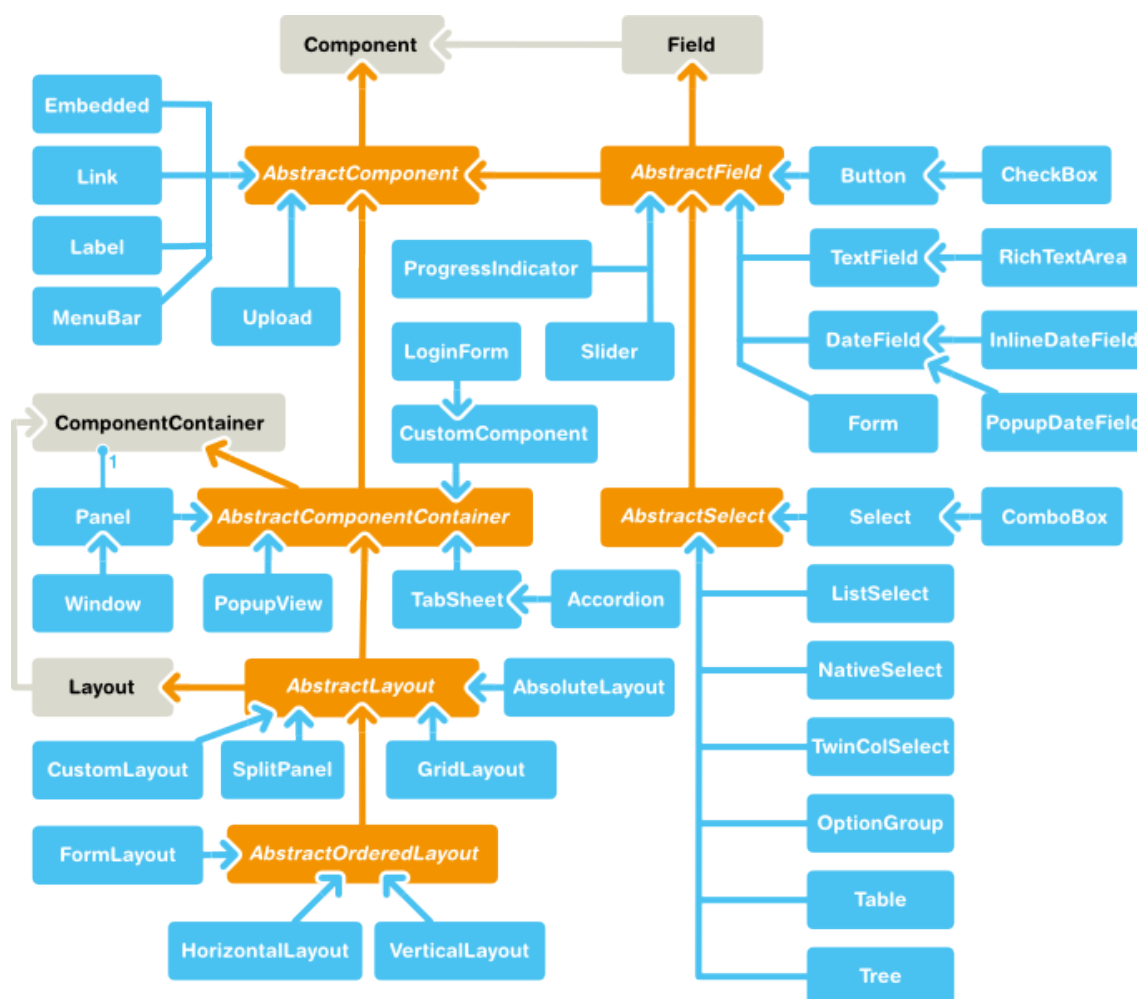 Component
Field
Embedded
AbstractComponent
AbstractField
Button
CheckBox
Link
Label
ProgressIndicator
TextField
RichTextArea
MenuBar
Upload
LoginForm
Slider
DateField
InlineDateField
ComponentContainer
CustomComponent
Form
PopupDateField
1
Panel
AbstractComponentContainer
AbstractSelect
Select
ComboBox
Window
PopupView
TabSheet
Accordion
ListSelect
Layout
AbstractLayout
AbsoluteLayout
NativeSelect
CustomLayout
SplitPanel
GridLayout
TwinColSelect
OptionGroup
FormLayout
AbstractOrderedLayout
Table
HorizontalLayout
VerticalLayout
Tree